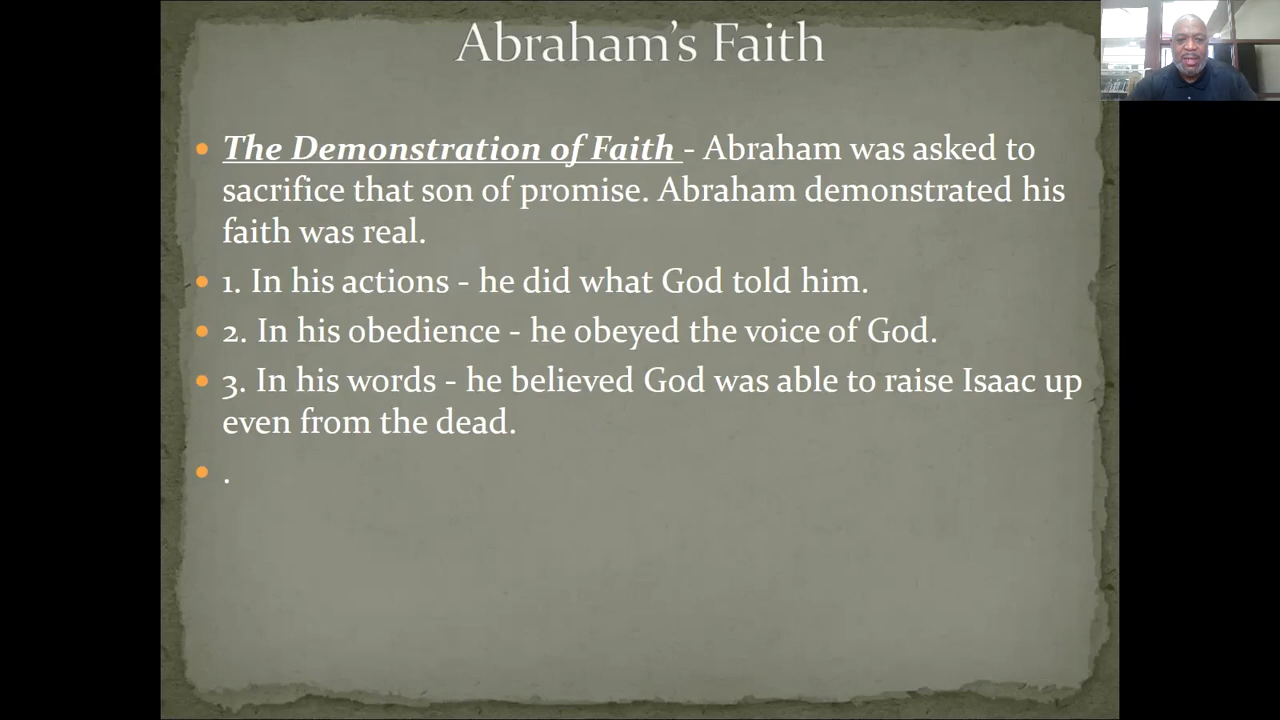 Abraham’s Faith
• The Demonstration of Faith - Abraham was asked to
sacrifice that son of promise. Abraham demonstrated his
faith was real.
• 1. In his actions - he did what God told him.
• 2. In his obedience - he obeyed the voice of God.
• 3. In his words - he believed God was able to raise Isaac up
even from the dead.
• .